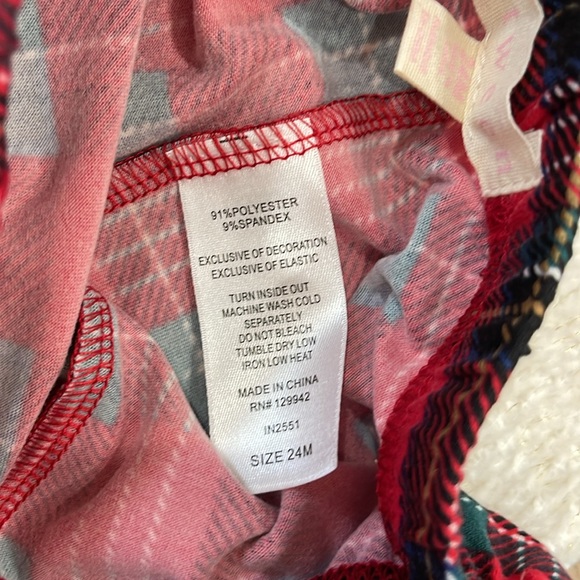 91%POLYESTER
9%SPANDEX
EXCLUSIVE OF DECORATION
EXCLUSIVE OF ELASTIC
TURN INSIDE OUT
MACHINE WASH COLD
SEPARATELY
DO NOT BLEACH
TUMBLE DRY LOW
IRON LOW HEAT
MADE IN CHINA
RN# 129942
IN2551
SIZE 24M